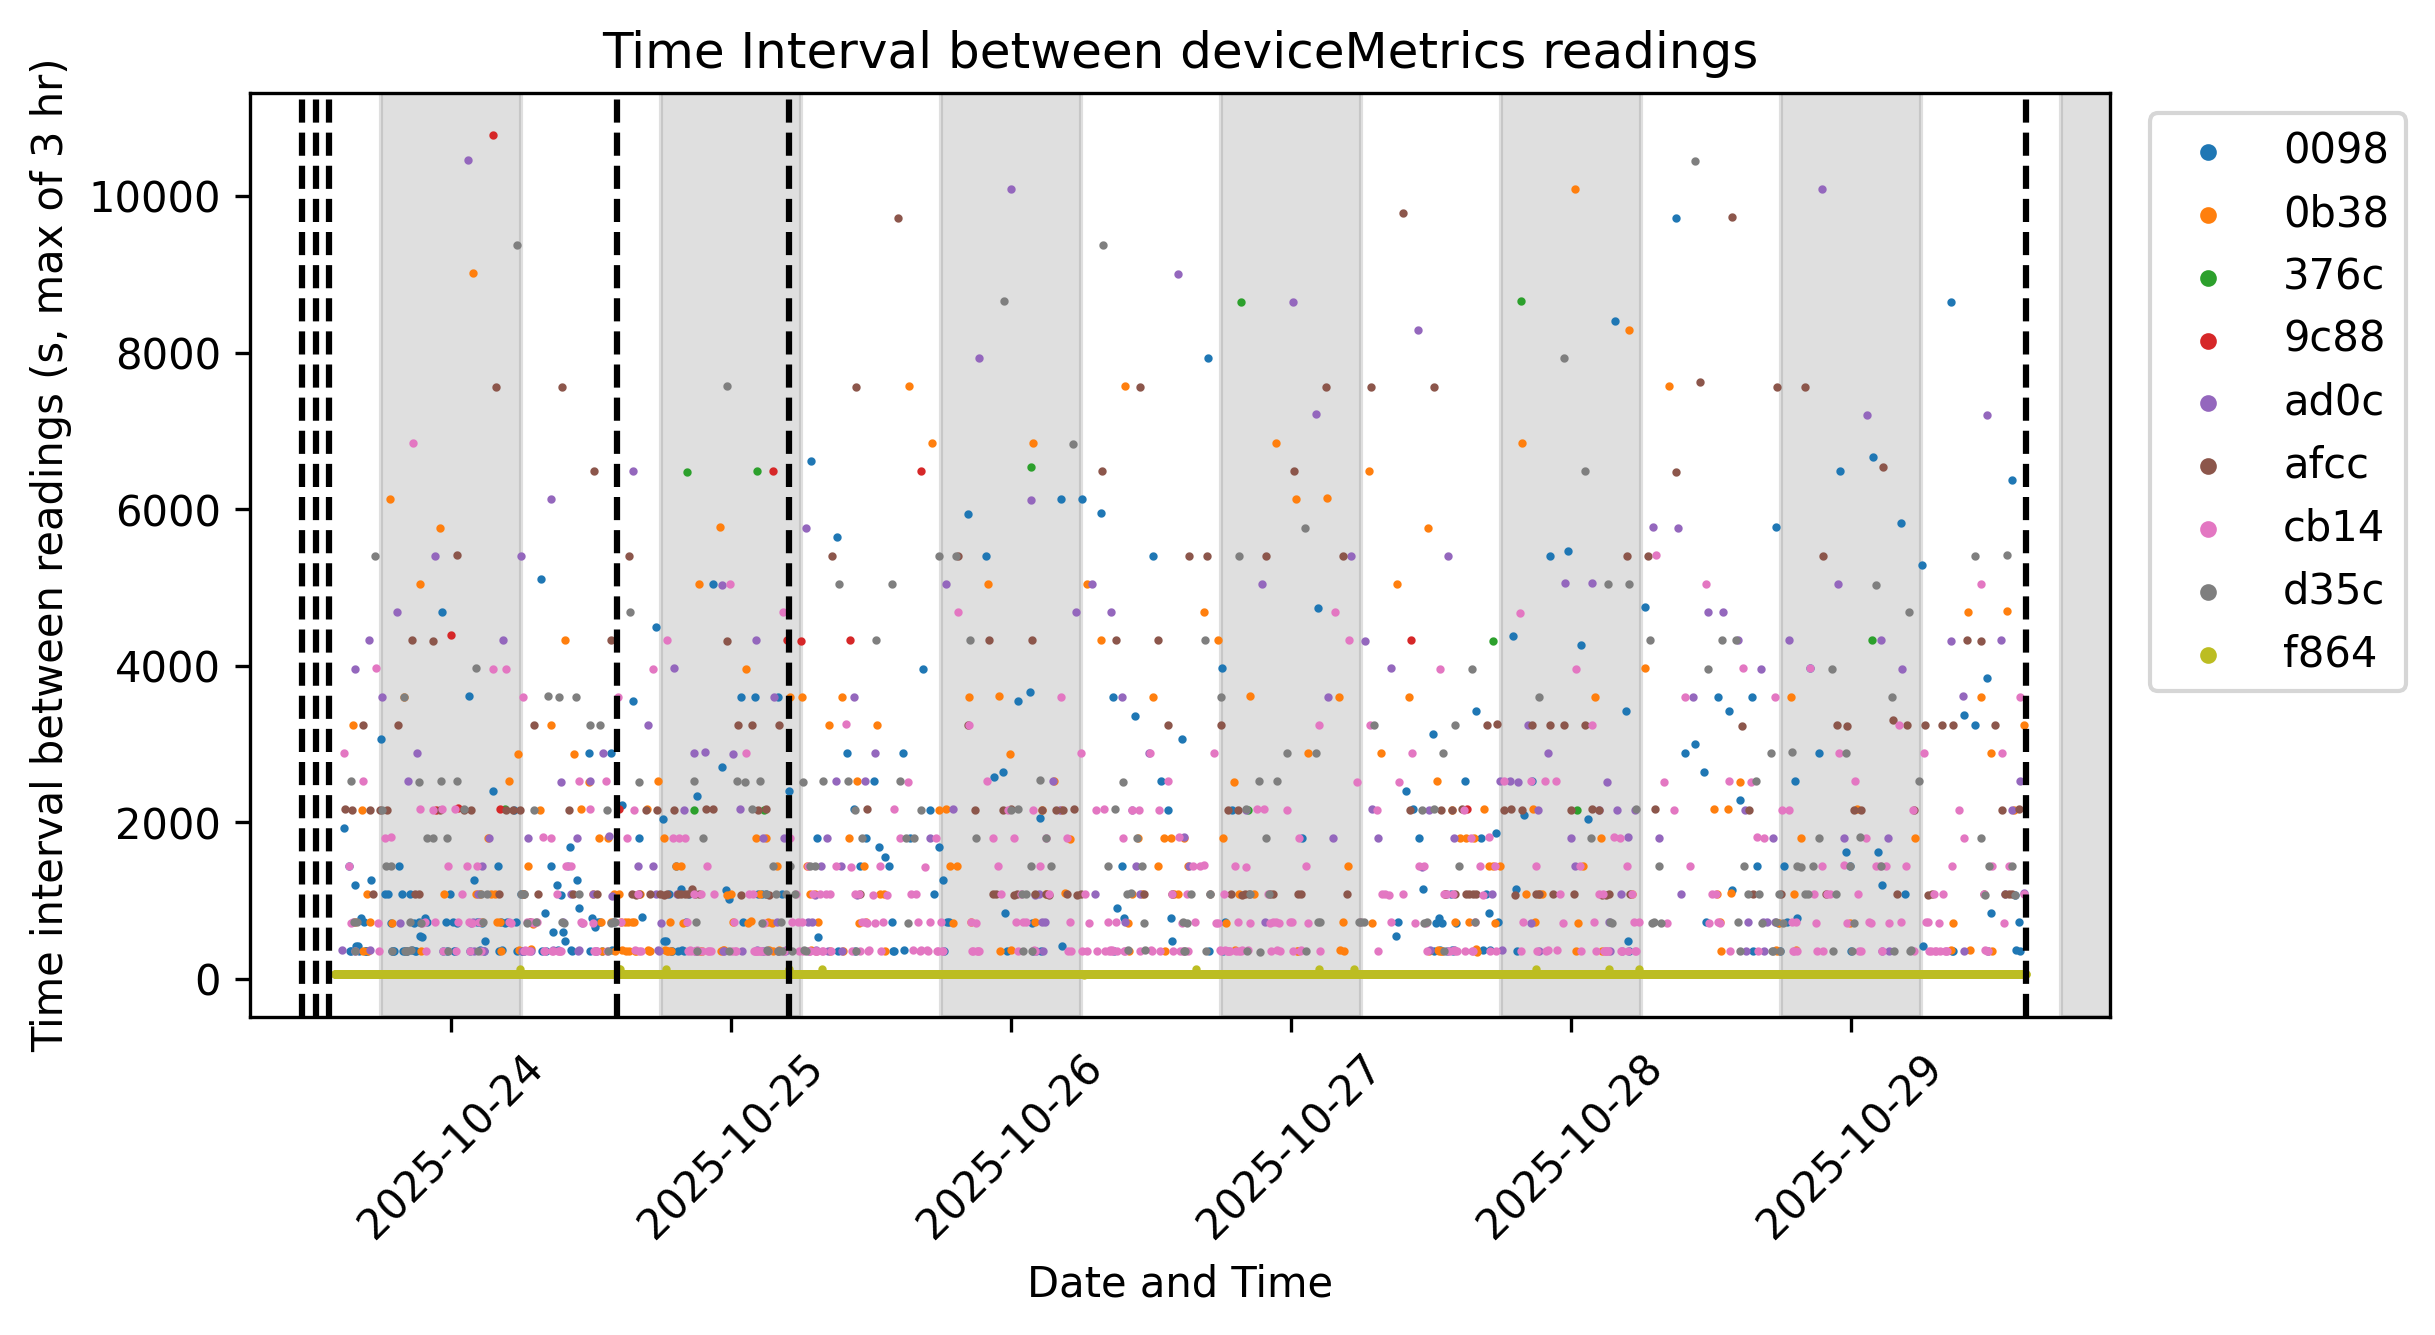 Time Interval between deviceMetrics readings
Time interval between readings (s, max of 3 hr)
10000
8000
6000
4000
2000
0
2025-10-24
2025-10-25
2025-10-26
2025-10-27
2025-10-28
2025-10-29
Date and Time
0098
0b38
376c
9c88
ad0c
afcc
cb14
d35c
f864